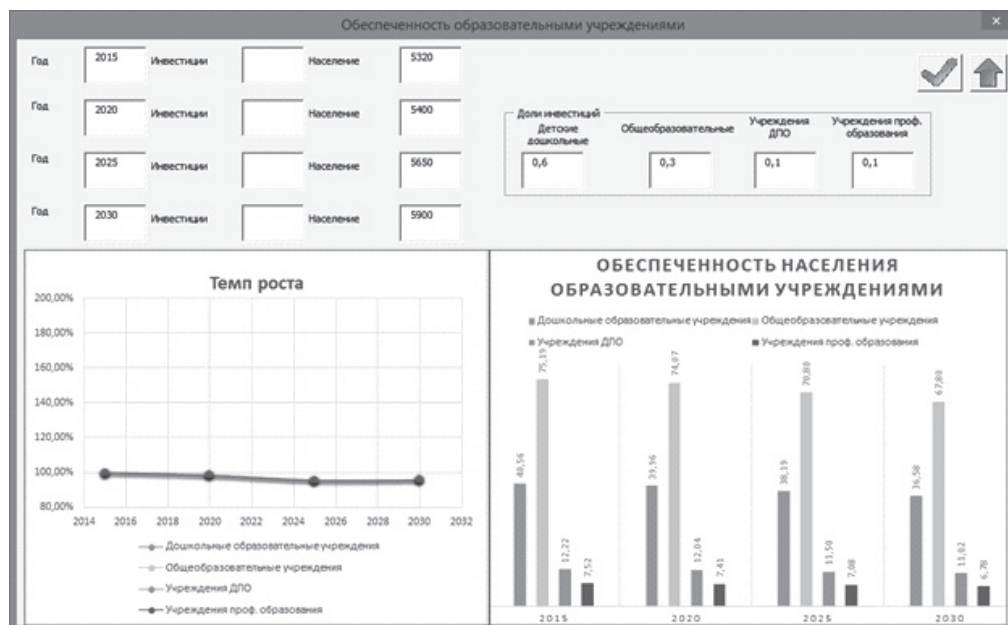 Обеспеченность образовательными учреждениями
Год 2015 Инвестиции Население 5320
Год 2020 Инвестиции Население 5400
Год 2025 Инвестиции Население 5650
Год 2030 Инвестиции Население 5900
Доли инвестиций
Детские дошкольные
Общеобразовательные
Учреждения ДПО
Учреждения проф. образования
0,6 0,3 0,1 0,1
Темп роста
200,00%
180,00%
160,00%
140,00%
120,00%
100,00%
80,00%
2014 2016 2018 2020 2022 2024 2026 2028 2030 2032
Дошкольные образовательные учреждения
Общеобразовательные учреждения
Учреждения ДПО
Учреждения проф. образования
ОБЕСПЕЧЕННОСТЬ НАСЕЛЕНИЯ
ОБРАЗОВАТЕЛЬНЫМИ УЧРЕЖДЕНИЯМИ
Дошкольные образовательные учреждения Общеобразовательные учреждения
Учреждения ДПО Учреждения проф. образования
40,56 75,19 12,22 7,52
39,96 74,07 12,04 7,41
38,19 70,80 11,50 7,08
36,58 67,80 11,02 6,78
2015 2020 2025 2030